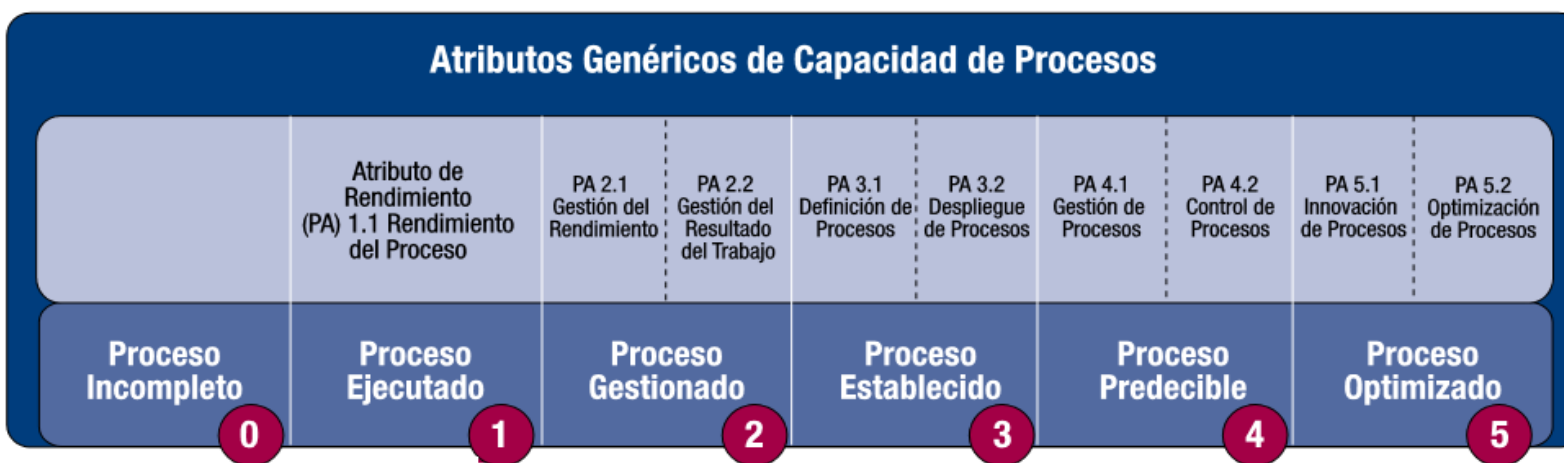 Atributos Genéricos de Capacidad de Procesos
Atributo de
Rendimiento
(PA) 1.1 Rendimiento
del Proceso
PA 2.1
Gestión del
Rendimiento
PA 2.2
Gestión del
Resultado
del Trabajo
PA 3.1
Definición de
Procesos
PA 3.2
Despliegue
de Procesos
PA 4.1
Gestión de
Procesos
PA 4.2
Control de
Procesos
PA 5.1
Innovación
de Procesos
PA 5.2
Optimización
de Procesos
Proceso
Incompleto
0
Proceso
Ejecutado
1
Proceso
Gestionado
2
Proceso
Establecido
3
Proceso
Predecible
4
Proceso
Optimizado
5